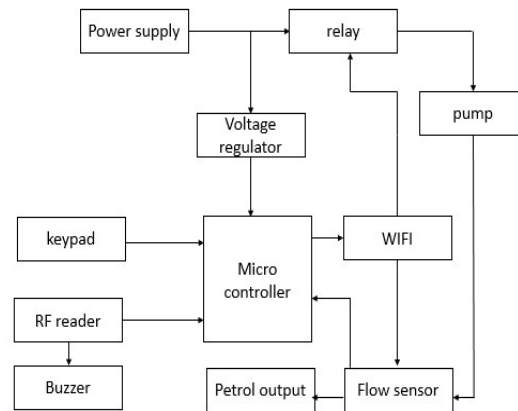 Power supply
relay
pump
Voltage
regulator
keypad
Micro
controller
WIFI
RF reader
Buzzer
Petrol output
Flow sensor